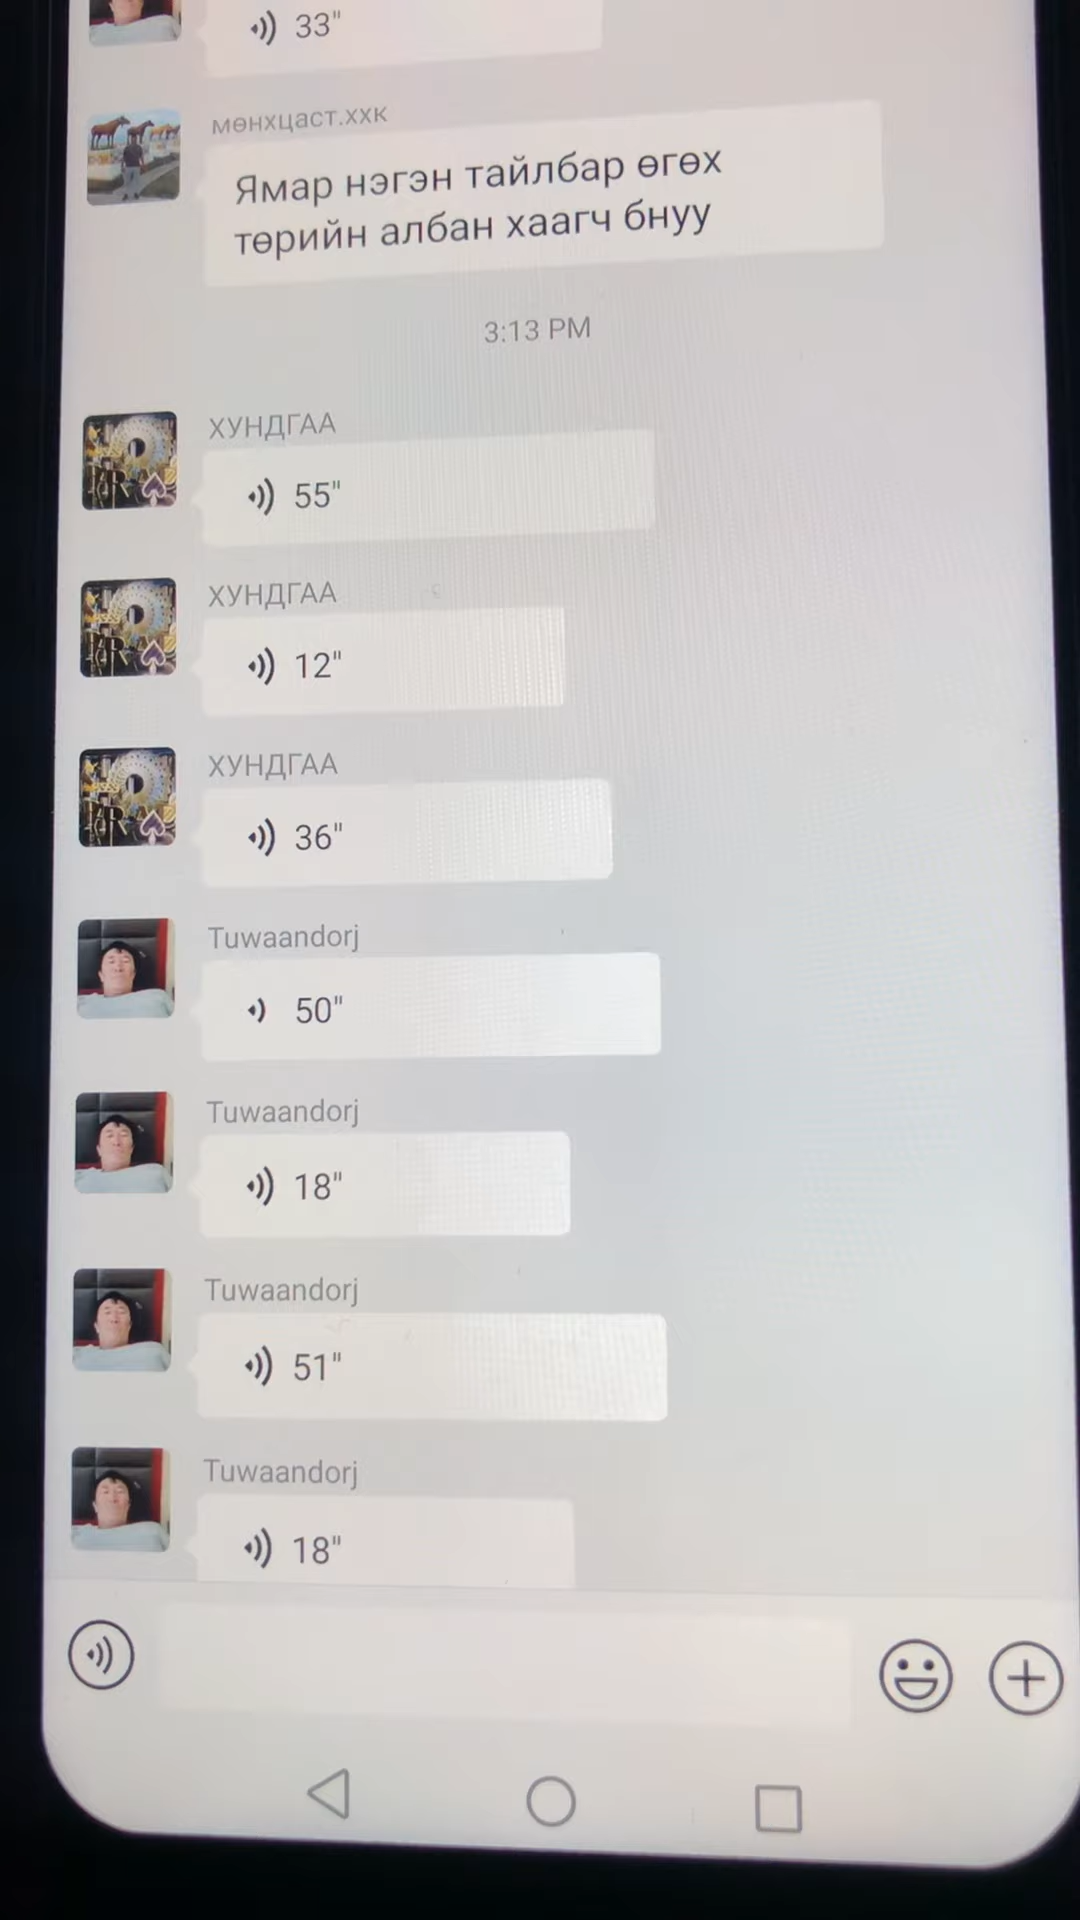 33"
мөнхцаст.ххк
Ямар нэгэн тайлбар өгөх
төрийн албан хаагч бнуу
3:13 PM
ХУНДГАА
55"
ХУНДГАА
12"
ХУНДГАА
36"
Tuwaandorj
50"
Tuwaandorj
18"
Tuwaandorj
51"
Tuwaandorj
18"